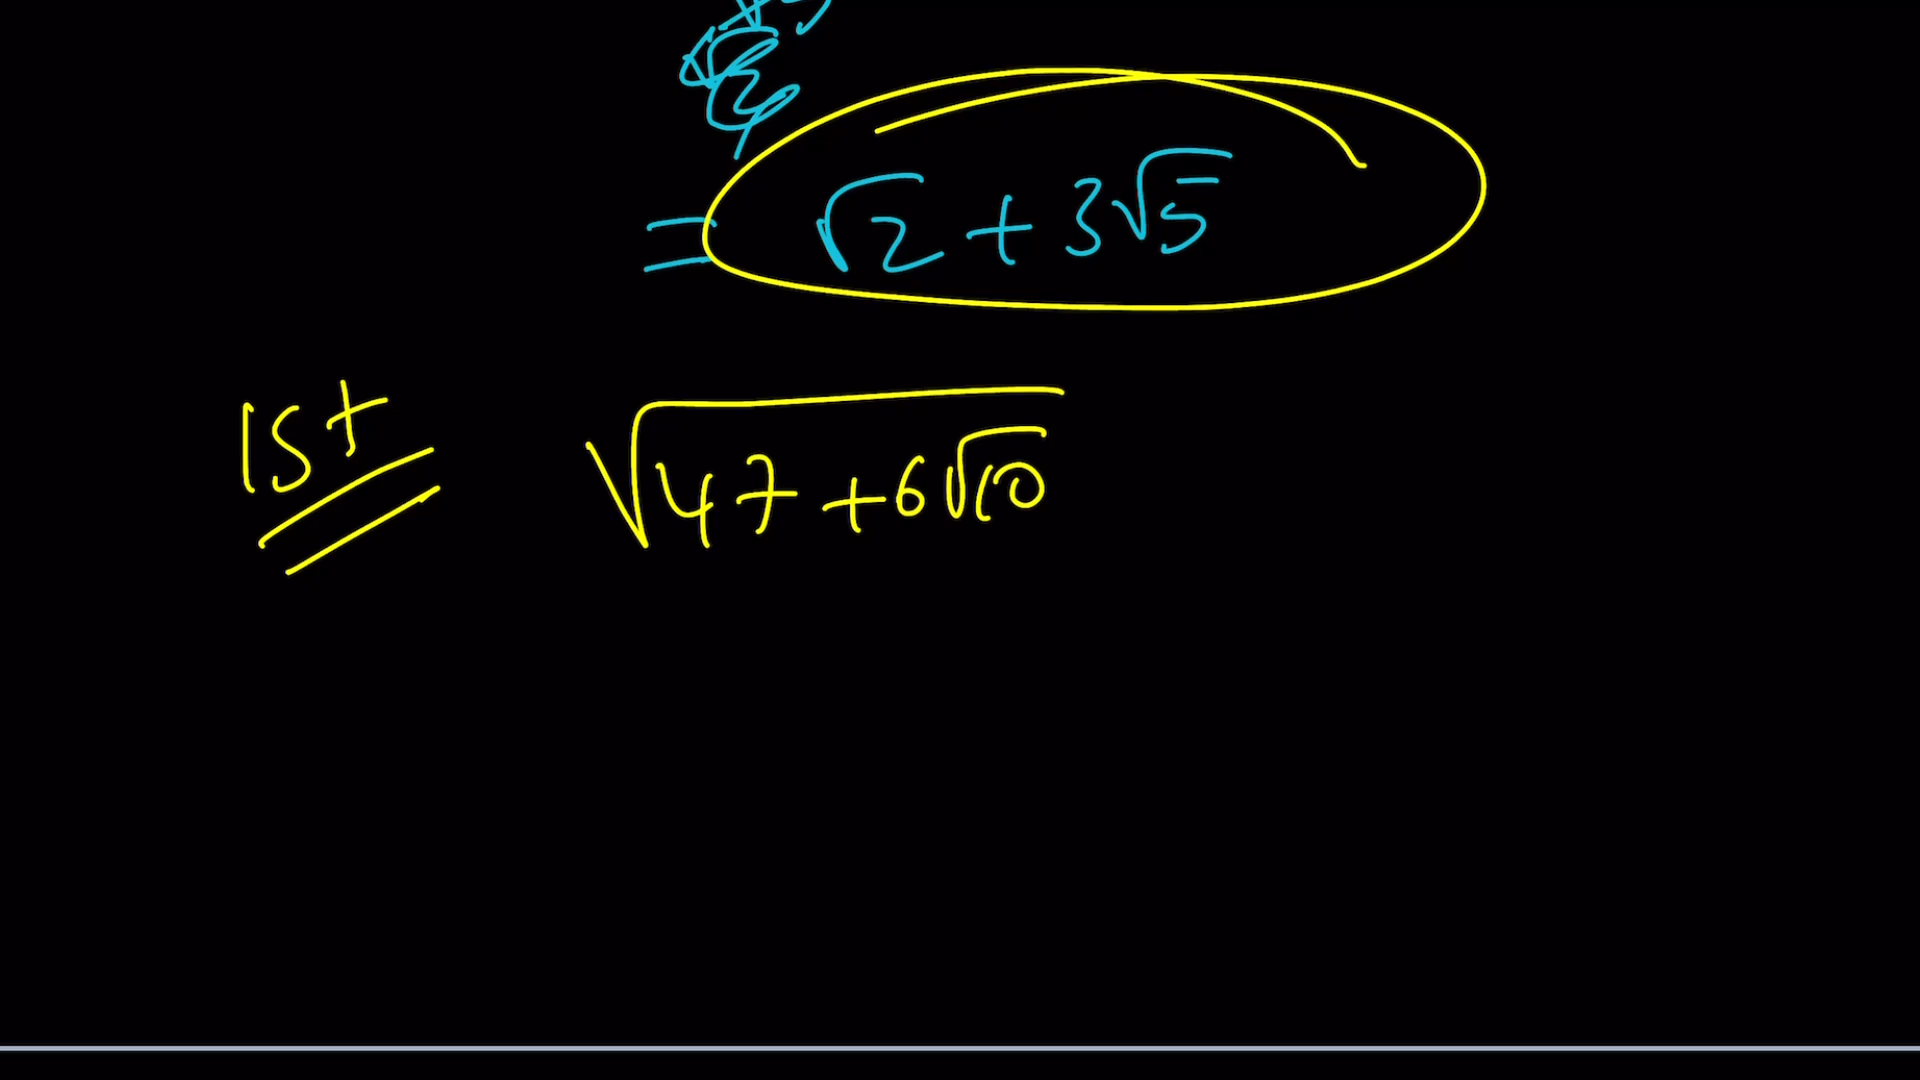 = √2 + 3√5
1st √(47 + 6√10)